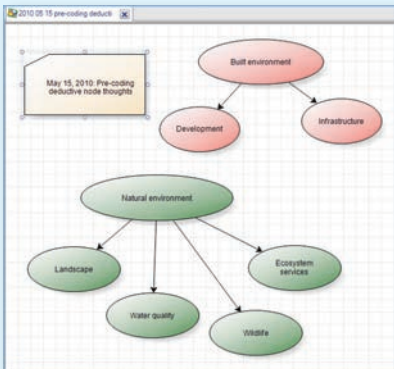 2010 05 15 pre-coding deducti
May 15, 2010: Pre-coding
deductive node thoughts
Built environment
Development
Infrastructure
Natural environment
Landscape
Ecosystem
services
Water quality
Wildlife